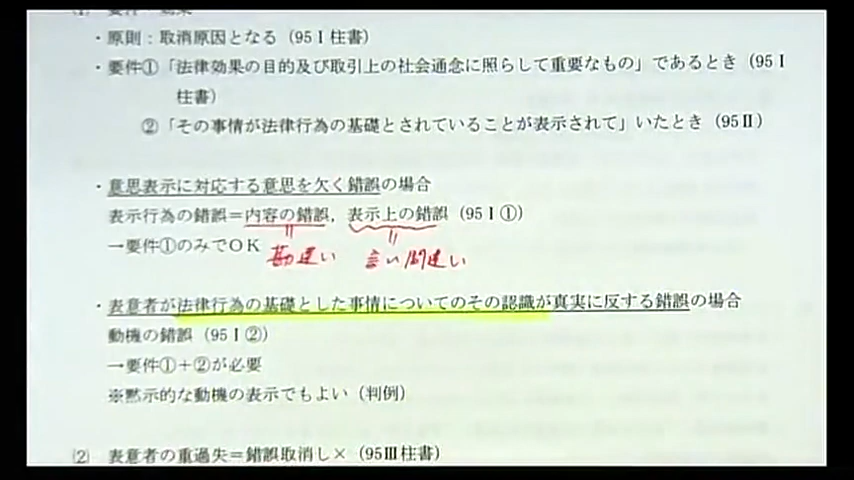 (1) 要件・効果
・原則：取消原因となる（95Ⅰ柱書）
・要件①「法律効果の目的及び取引上の社会通念に照らして重要なもの」であるとき（95Ⅰ
柱書）
②「その事情が法律行為の基礎とされていることが表示されて」いたとき（95Ⅱ）
・意思表示に対応する意思を欠く錯誤の場合
表示行為の錯誤＝内容の錯誤，表示上の錯誤（95Ⅰ①）
→要件①のみでＯＫ
勘違い 言い間違い
・表意者が法律行為の基礎とした事情についてのその認識が真実に反する錯誤の場合
動機の錯誤（95Ⅰ②）
→要件①＋②が必要
※黙示的な動機の表示でもよい（判例）
(2) 表意者の重過失＝錯誤取消し×（95Ⅲ柱書）